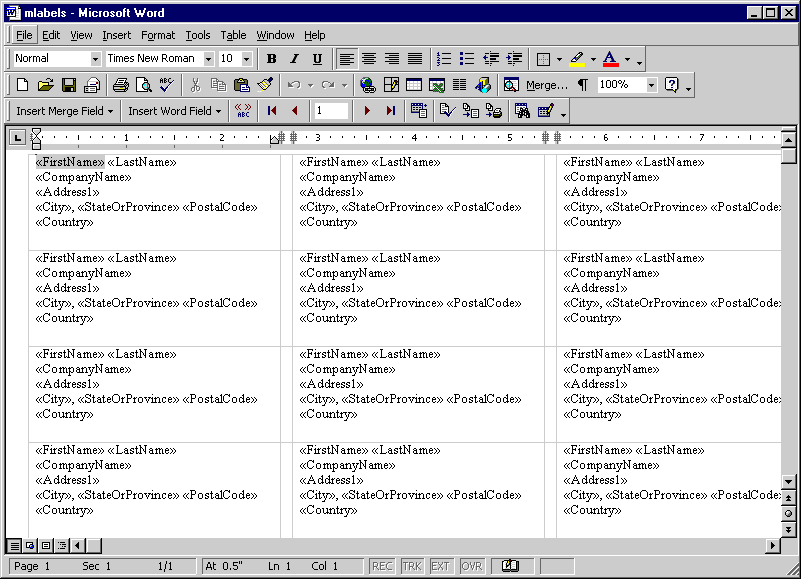 mlabels - Microsoft Word
File Edit View Insert Format Tools Table Window Help
Normal Times New Roman 10 B I U A
ABC Merge... ¶ 100% ?
Insert Merge Field Insert Word Field «» ABC 1
L 1 2 3 4 5 6 7
«FirstName» «LastName» «FirstName» «LastName» «FirstName» «LastName»
«CompanyName» «CompanyName» «CompanyName»
«Address1» «Address1» «Address1»
«City», «StateOrProvince» «PostalCode» «City», «StateOrProvince» «PostalCode» «City», «StateOrProvince» «PostalCode»
«Country» «Country» «Country»
«FirstName» «LastName» «FirstName» «LastName» «FirstName» «LastName»
«CompanyName» «CompanyName» «CompanyName»
«Address1» «Address1» «Address1»
«City», «StateOrProvince» «PostalCode» «City», «StateOrProvince» «PostalCode» «City», «StateOrProvince» «PostalCode»
«Country» «Country» «Country»
«FirstName» «LastName» «FirstName» «LastName» «FirstName» «LastName»
«CompanyName» «CompanyName» «CompanyName»
«Address1» «Address1» «Address1»
«City», «StateOrProvince» «PostalCode» «City», «StateOrProvince» «PostalCode» «City», «StateOrProvince» «PostalCode»
«Country» «Country» «Country»
«FirstName» «LastName» «FirstName» «LastName» «FirstName» «LastName»
«CompanyName» «CompanyName» «CompanyName»
«Address1» «Address1» «Address1»
«City», «StateOrProvince» «PostalCode» «City», «StateOrProvince» «PostalCode» «City», «StateOrProvince» «PostalCode»
«Country» «Country» «Country»
Page 1 Sec 1 1/1 At 0.5" Ln 1 Col 1 REC TRK EXT OVR